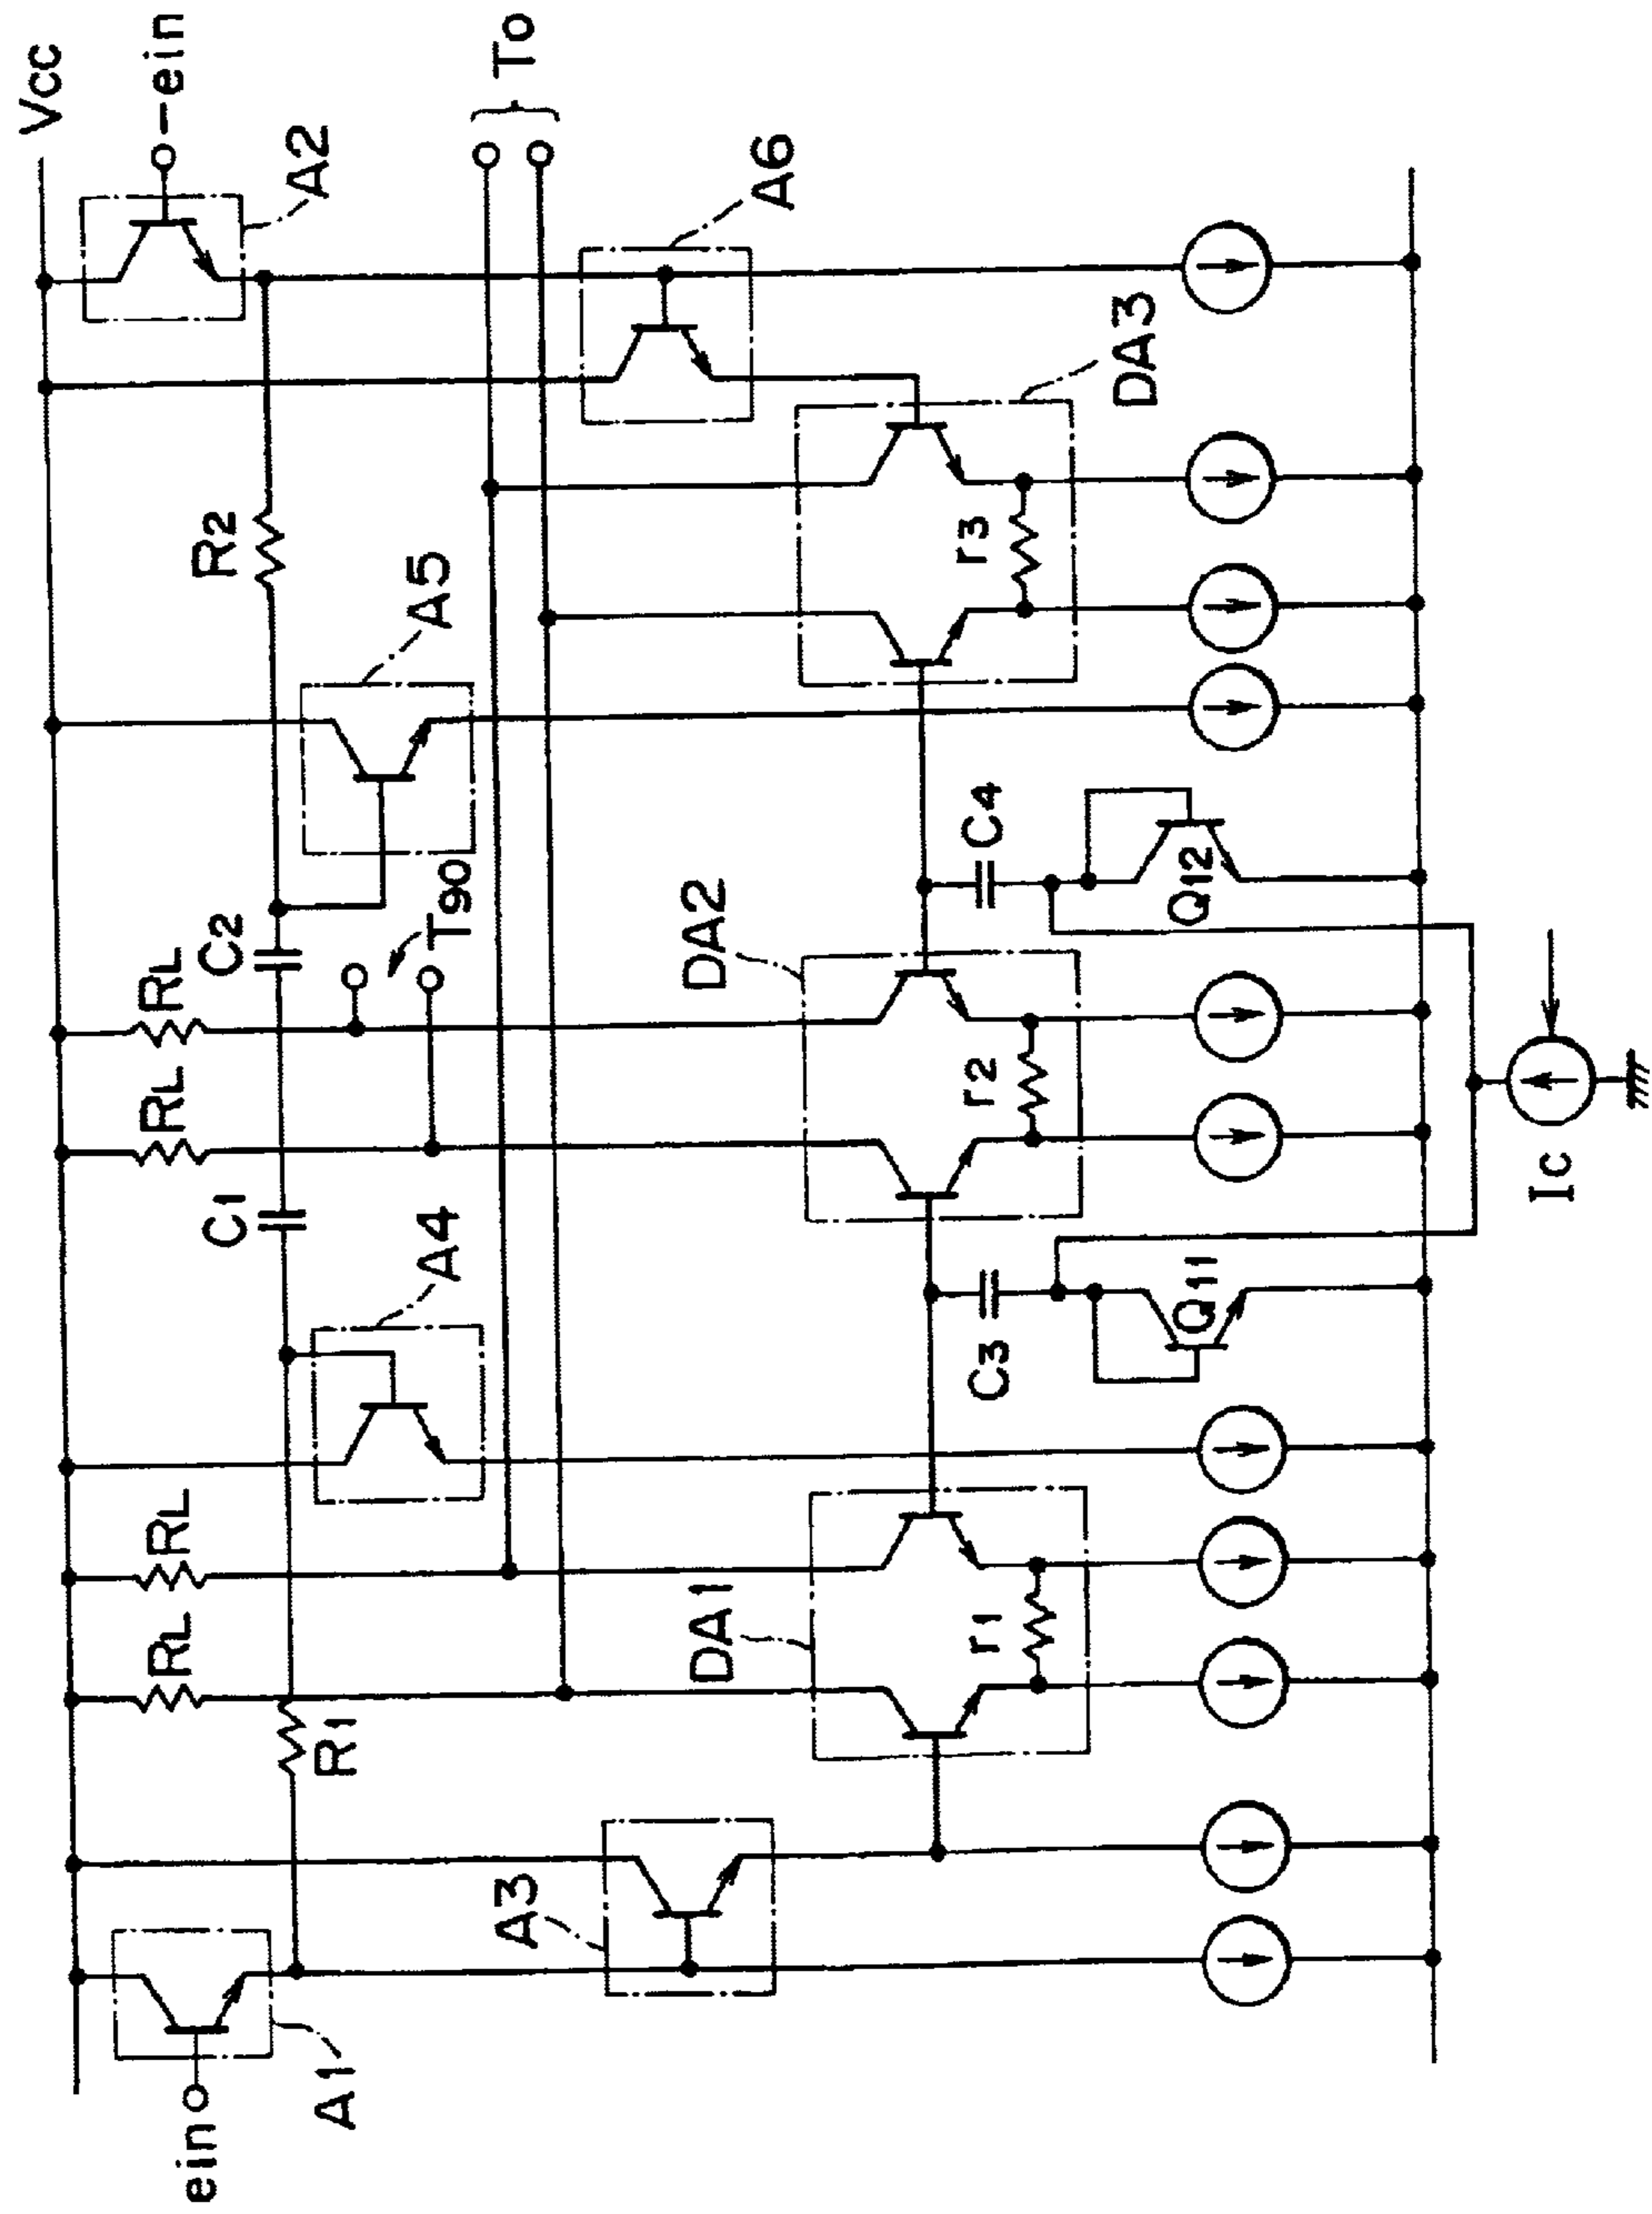 Vcc
ein
A1
-ein
A2
R1
RL
RL
C1
RL
RL
C2
R2
A4
T90
A5
To
A3
A6
DA1
DA2
DA3
r1
C3
r2
C4
r3
Q11
Q12
Ic